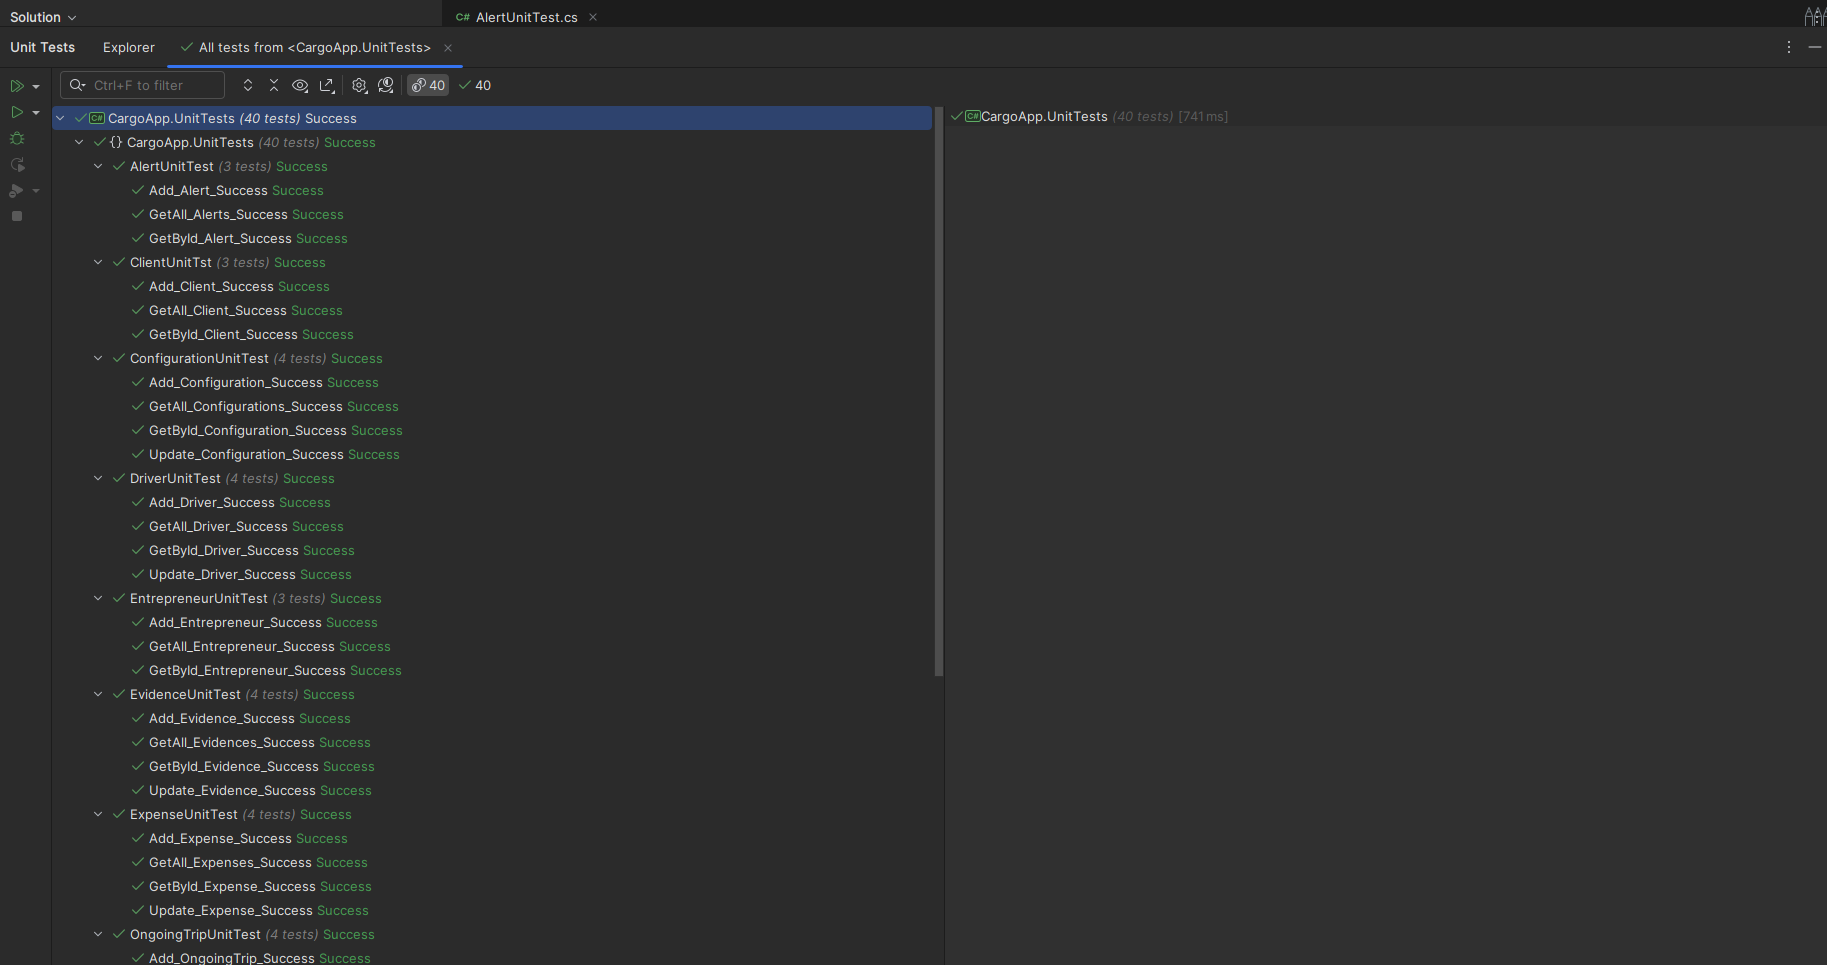 Solution
C# AlertUnitTest.cs
Unit Tests Explorer All tests from <CargoApp.UnitTests>
Ctrl+F to filter 40 40
C# CargoApp.UnitTests (40 tests) Success
{} CargoApp.UnitTests (40 tests) Success
AlertUnitTest (3 tests) Success
Add_Alert_Success Success
GetAll_Alerts_Success Success
GetById_Alert_Success Success
ClientUnitTst (3 tests) Success
Add_Client_Success Success
GetAll_Client_Success Success
GetById_Client_Success Success
ConfigurationUnitTest (4 tests) Success
Add_Configuration_Success Success
GetAll_Configurations_Success Success
GetById_Configuration_Success Success
Update_Configuration_Success Success
DriverUnitTest (4 tests) Success
Add_Driver_Success Success
GetAll_Driver_Success Success
GetById_Driver_Success Success
Update_Driver_Success Success
EntrepreneurUnitTest (3 tests) Success
Add_Entrepreneur_Success Success
GetAll_Entrepreneur_Success Success
GetById_Entrepreneur_Success Success
EvidenceUnitTest (4 tests) Success
Add_Evidence_Success Success
GetAll_Evidences_Success Success
GetById_Evidence_Success Success
Update_Evidence_Success Success
ExpenseUnitTest (4 tests) Success
Add_Expense_Success Success
GetAll_Expenses_Success Success
GetById_Expense_Success Success
Update_Expense_Success Success
OngoingTripUnitTest (4 tests) Success
Add_OngoingTrip_Success Success
C# CargoApp.UnitTests (40 tests) [741 ms]